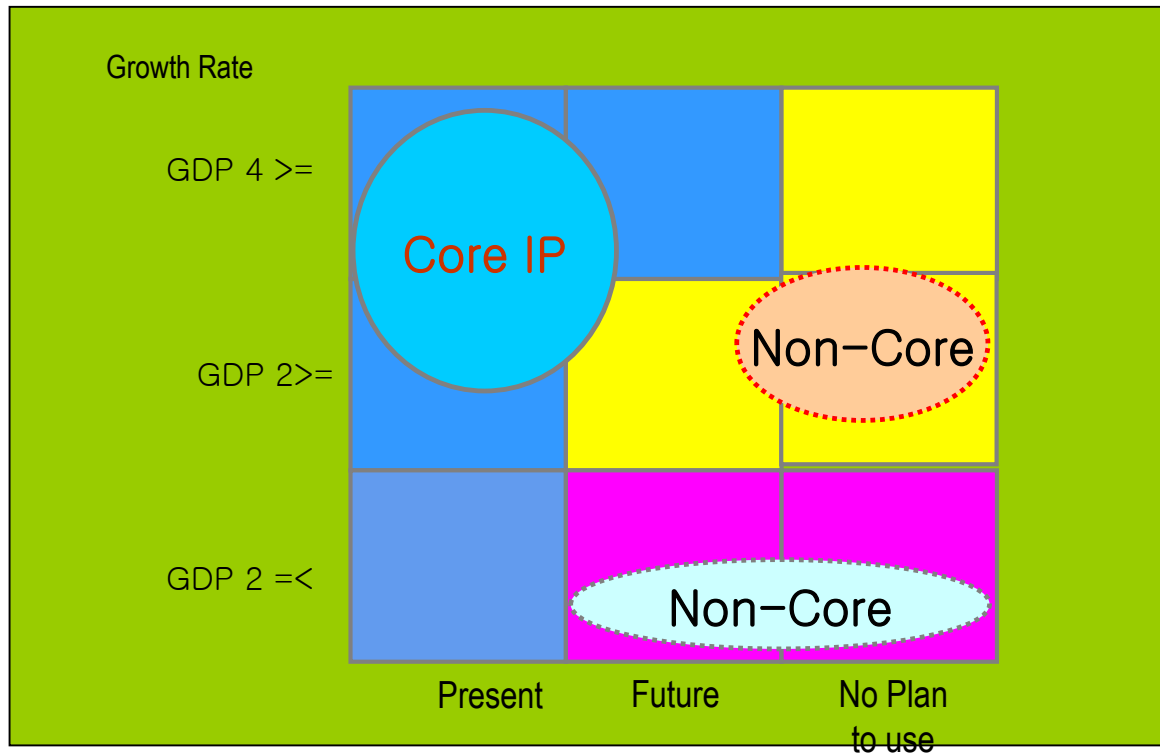 Growth Rate
GDP 4 >=
Core IP
Non-Core
GDP 2>=
GDP 2 =<
Non-Core
Present
Future
No Plan
to use